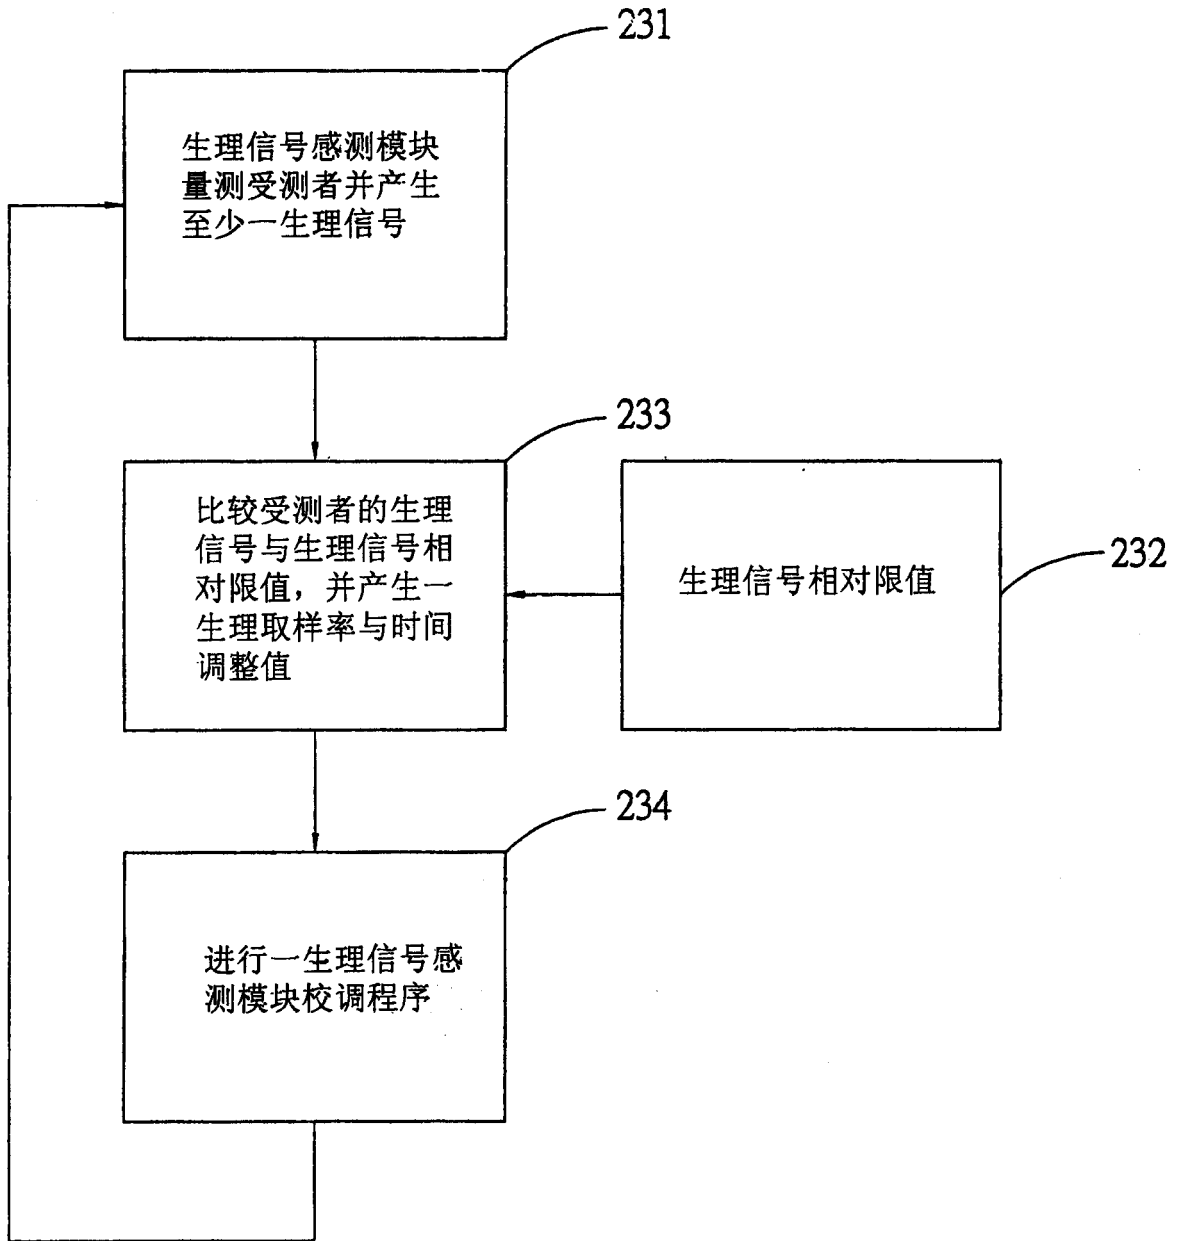 231
生理信号感测模块
量测受测者并产生
至少一生理信号
233
比较受测者的生理
信号与生理信号相
对限值，并产生一
生理取样率与时间
调整值
232
生理信号相对限值
234
进行一生理信号感
测模块校调程序